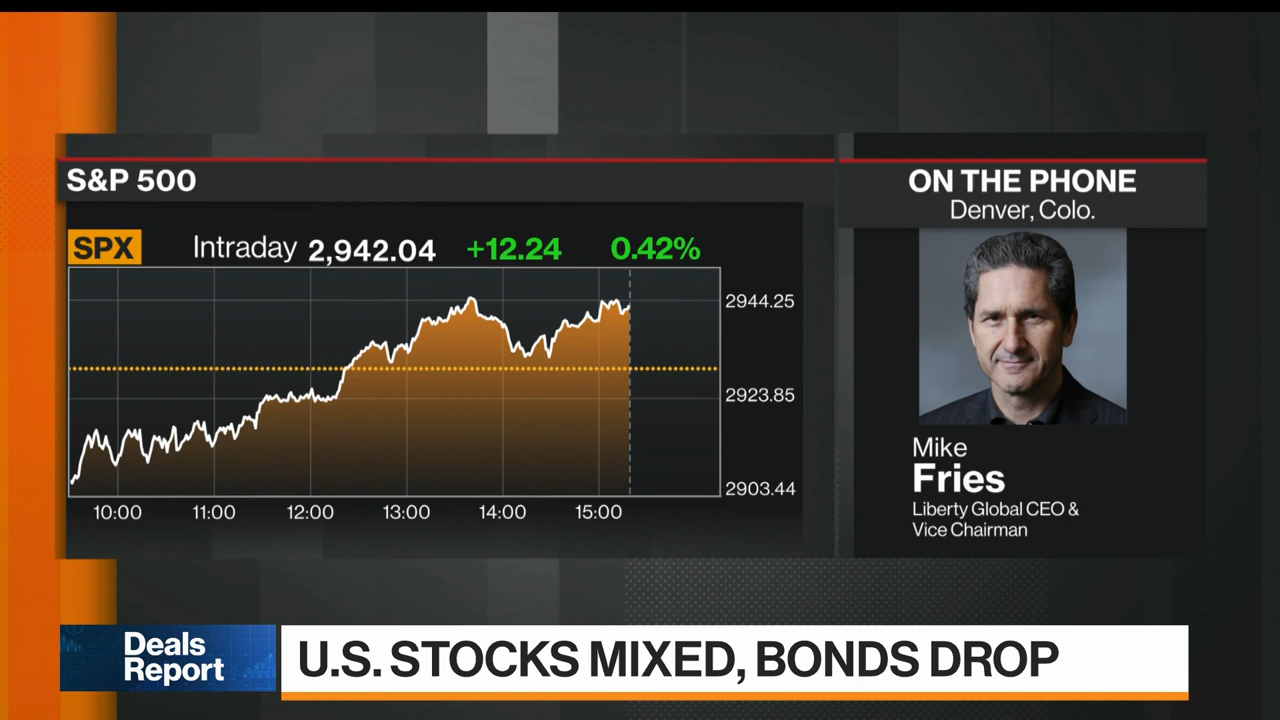 S&P 500
SPX Intraday 2,942.04 +12.24 0.42%
2944.25
2923.85
2903.44
10:00 11:00 12:00 13:00 14:00 15:00
ON THE PHONE
Denver, Colo.
Mike
Fries
Liberty Global CEO &
Vice Chairman
Deals
Report
U.S. STOCKS MIXED, BONDS DROP